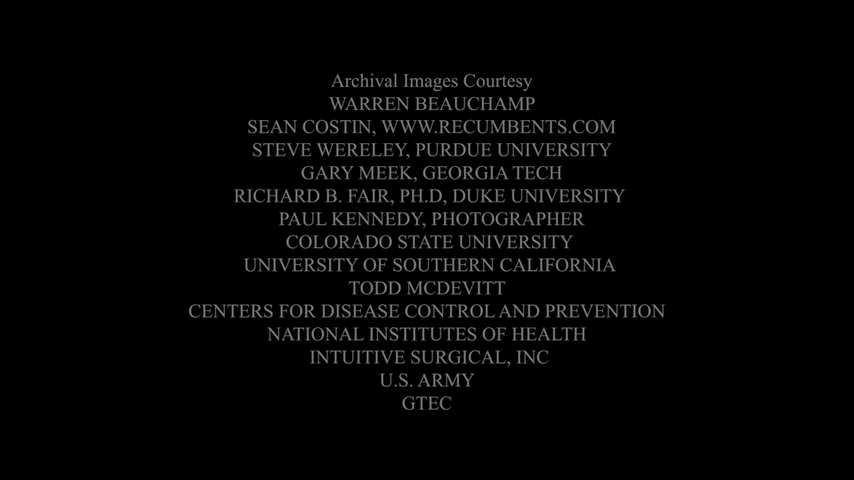 Archival Images Courtesy
WARREN BEAUCHAMP
SEAN COSTIN, WWW.RECUMBENTS.COM
STEVE WERELEY, PURDUE UNIVERSITY
GARY MEEK, GEORGIA TECH
RICHARD B. FAIR, PH.D, DUKE UNIVERSITY
PAUL KENNEDY, PHOTOGRAPHER
COLORADO STATE UNIVERSITY
UNIVERSITY OF SOUTHERN CALIFORNIA
TODD MCDEVITT
CENTERS FOR DISEASE CONTROL AND PREVENTION
NATIONAL INSTITUTES OF HEALTH
INTUITIVE SURGICAL, INC
U.S. ARMY
GTEC